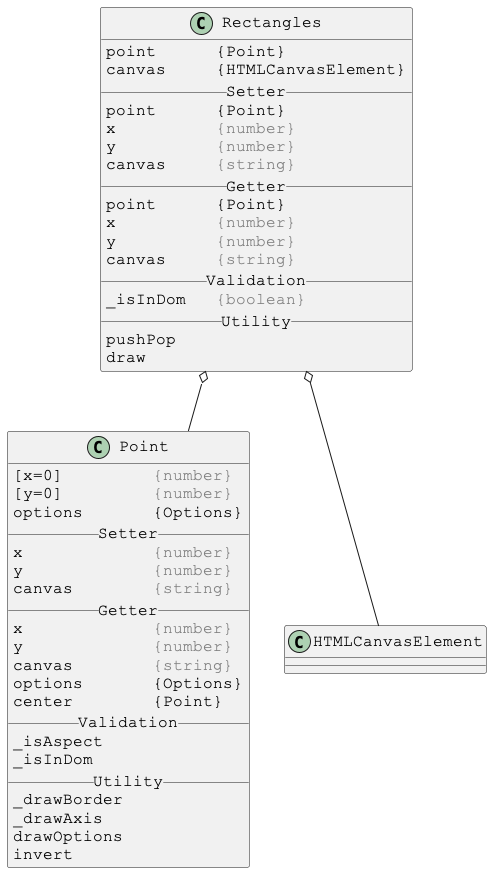 C Rectangles
point {Point}
canvas {HTMLCanvasElement}
Setter
point {Point}
x {number}
y {number}
canvas {string}
Getter
point {Point}
x {number}
y {number}
canvas {string}
Validation
_isInDom {boolean}
Utility
pushPop
draw
C Point
[x=0] {number}
[y=0] {number}
options {Options}
Setter
x {number}
y {number}
canvas {string}
Getter
x {number}
y {number}
canvas {string}
options {Options}
center {Point}
Validation
_isAspect
_isInDom
Utility
_drawBorder
_drawAxis
drawOptions
invert
C HTMLCanvasElement